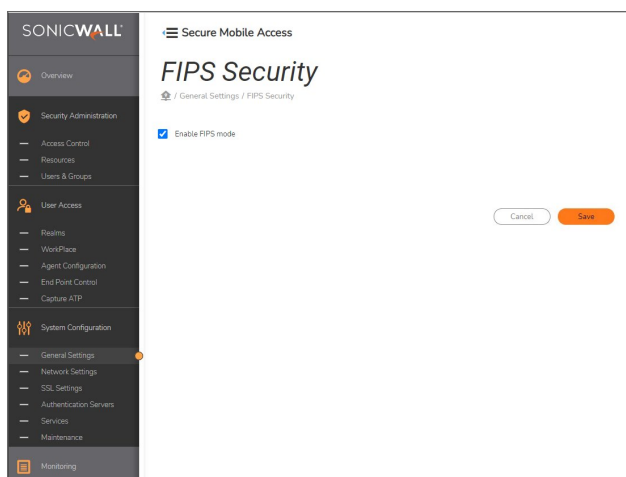 SONICWALL
Secure Mobile Access
Overview
FIPS Security
/ General Settings / FIPS Security
Security Administration
Enable FIPS mode
Access Control
Resources
Users & Groups
User Access
Cancel
Save
Realms
WorkPlace
Agent Configuration
End Point Control
Capture ATP
System Configuration
General Settings
Network Settings
SSL Settings
Authentication Servers
Services
Maintenance
Monitoring